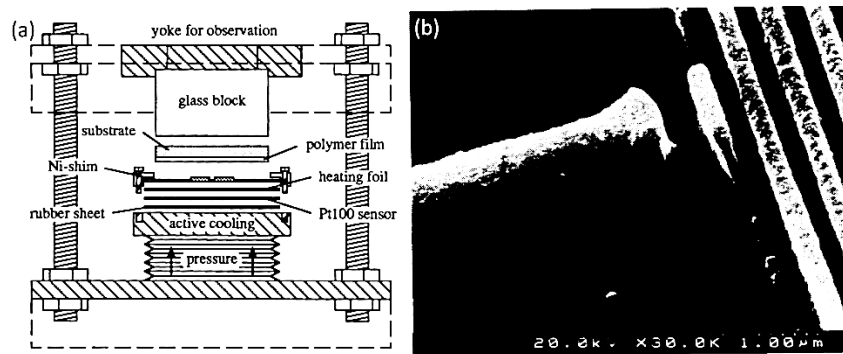 (a)
yoke for observation
glass block
substrate
polymer film
Ni-shim
heating foil
rubber sheet
Pt100 sensor
active cooling
pressure
(b)
20.0k. X30.0K 1.00μm